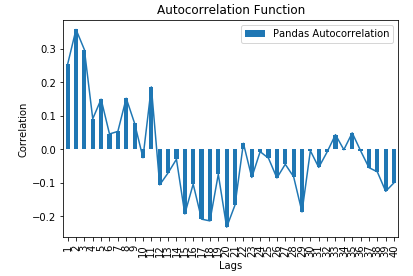 Autocorrelation Function
Pandas Autocorrelation
Correlation
0.3
0.2
0.1
0.0
−0.1
−0.2
1 2 3 4 5 6 7 8 9 10 11 12 13 14 15 16 17 18 19 20 21 22 23 24 25 26 27 28 29 30 31 32 33 34 35 36 37 38 39 40
Lags